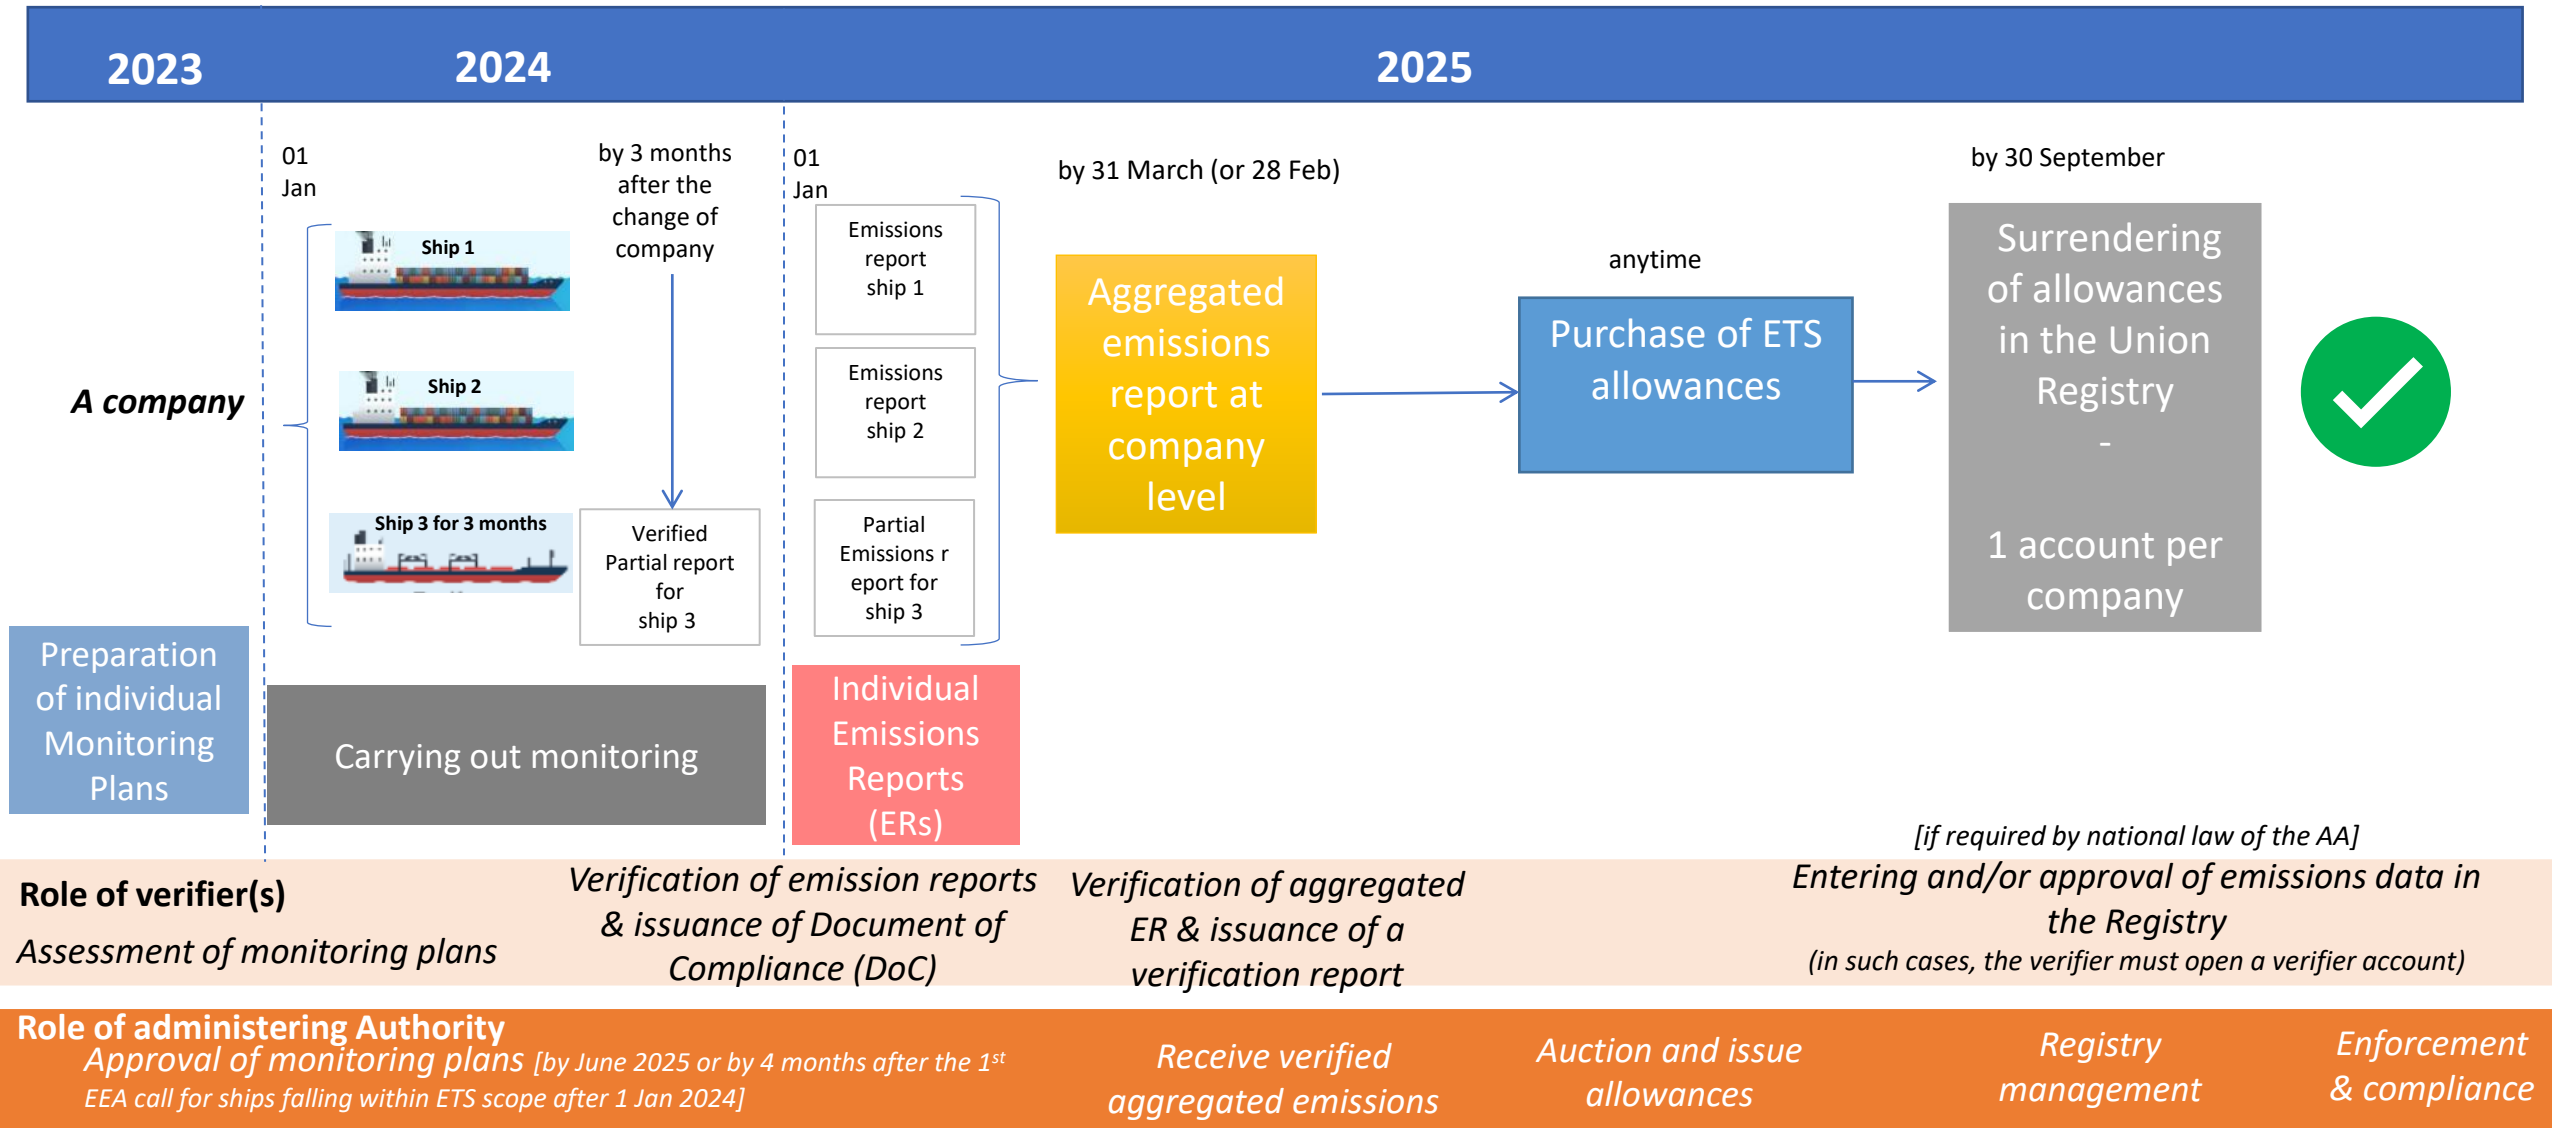 2023
2024
2025
01
Jan
by 3 months
after the
change of
company
01
Jan
by 31 March (or 28 Feb)
by 30 September
A company
Ship 1
Ship 2
Ship 3 for 3 months
Verified
Partial report
for
ship 3
Emissions
report
ship 1
Emissions
report
ship 2
Partial
Emissions r
eport for
ship 3
Aggregated
emissions
report at
company
level
anytime
Purchase of ETS
allowances
Surrendering
of allowances
in the Union
Registry
-
1 account per
company
Preparation
of individual
Monitoring
Plans
Carrying out monitoring
Individual
Emissions
Reports
(ERs)
Role of verifier(s)
Assessment of monitoring plans
Verification of emission reports
& issuance of Document of
Compliance (DoC)
Verification of aggregated
ER & issuance of a
verification report
[if required by national law of the AA]
Entering and/or approval of emissions data in
the Registry
(in such cases, the verifier must open a verifier account)
Role of administering Authority
Approval of monitoring plans [by June 2025 or by 4 months after the 1st
EEA call for ships falling within ETS scope after 1 Jan 2024]
Receive verified
aggregated emissions
Auction and issue
allowances
Registry
management
Enforcement
& compliance